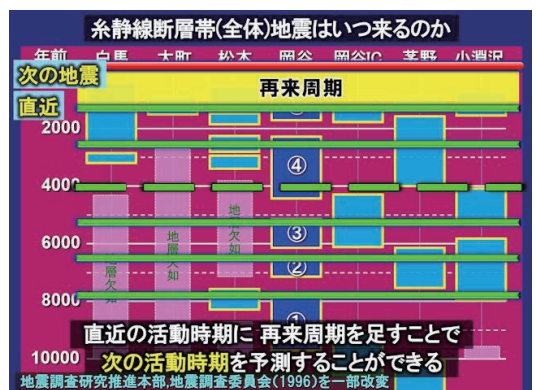 糸静線断層帯(全体)地震はいつ来るのか
年前 白馬 大町 松本 岡谷 岡谷IC 茅野 小淵沢
次の地震
再来周期
直近
2000
④
4000
地層欠如
地層欠如
地層欠如
③
6000
②
8000
①
直近の活動時期に 再来周期を足すことで
次の活動時期を予測することができる
10000
地震調査研究推進本部,地震調査委員会(1996)を一部改変